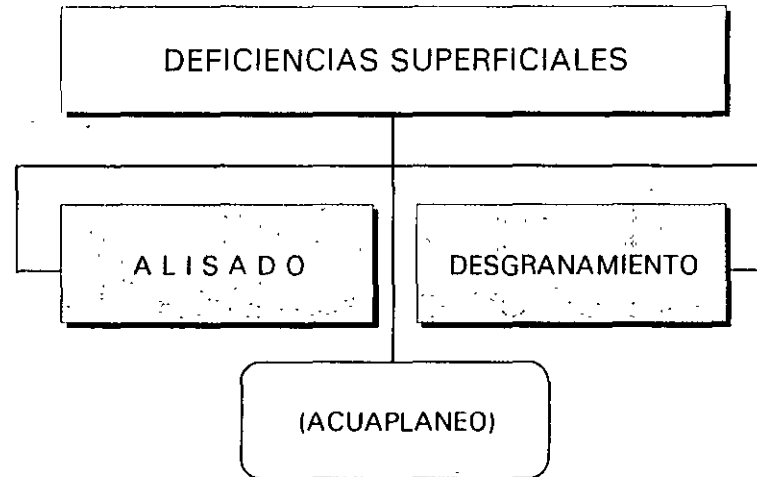 DEFICIENCIAS SUPERFICIALES
ALISADO
DESGRANAMIENTO
(ACUAPLANEO)